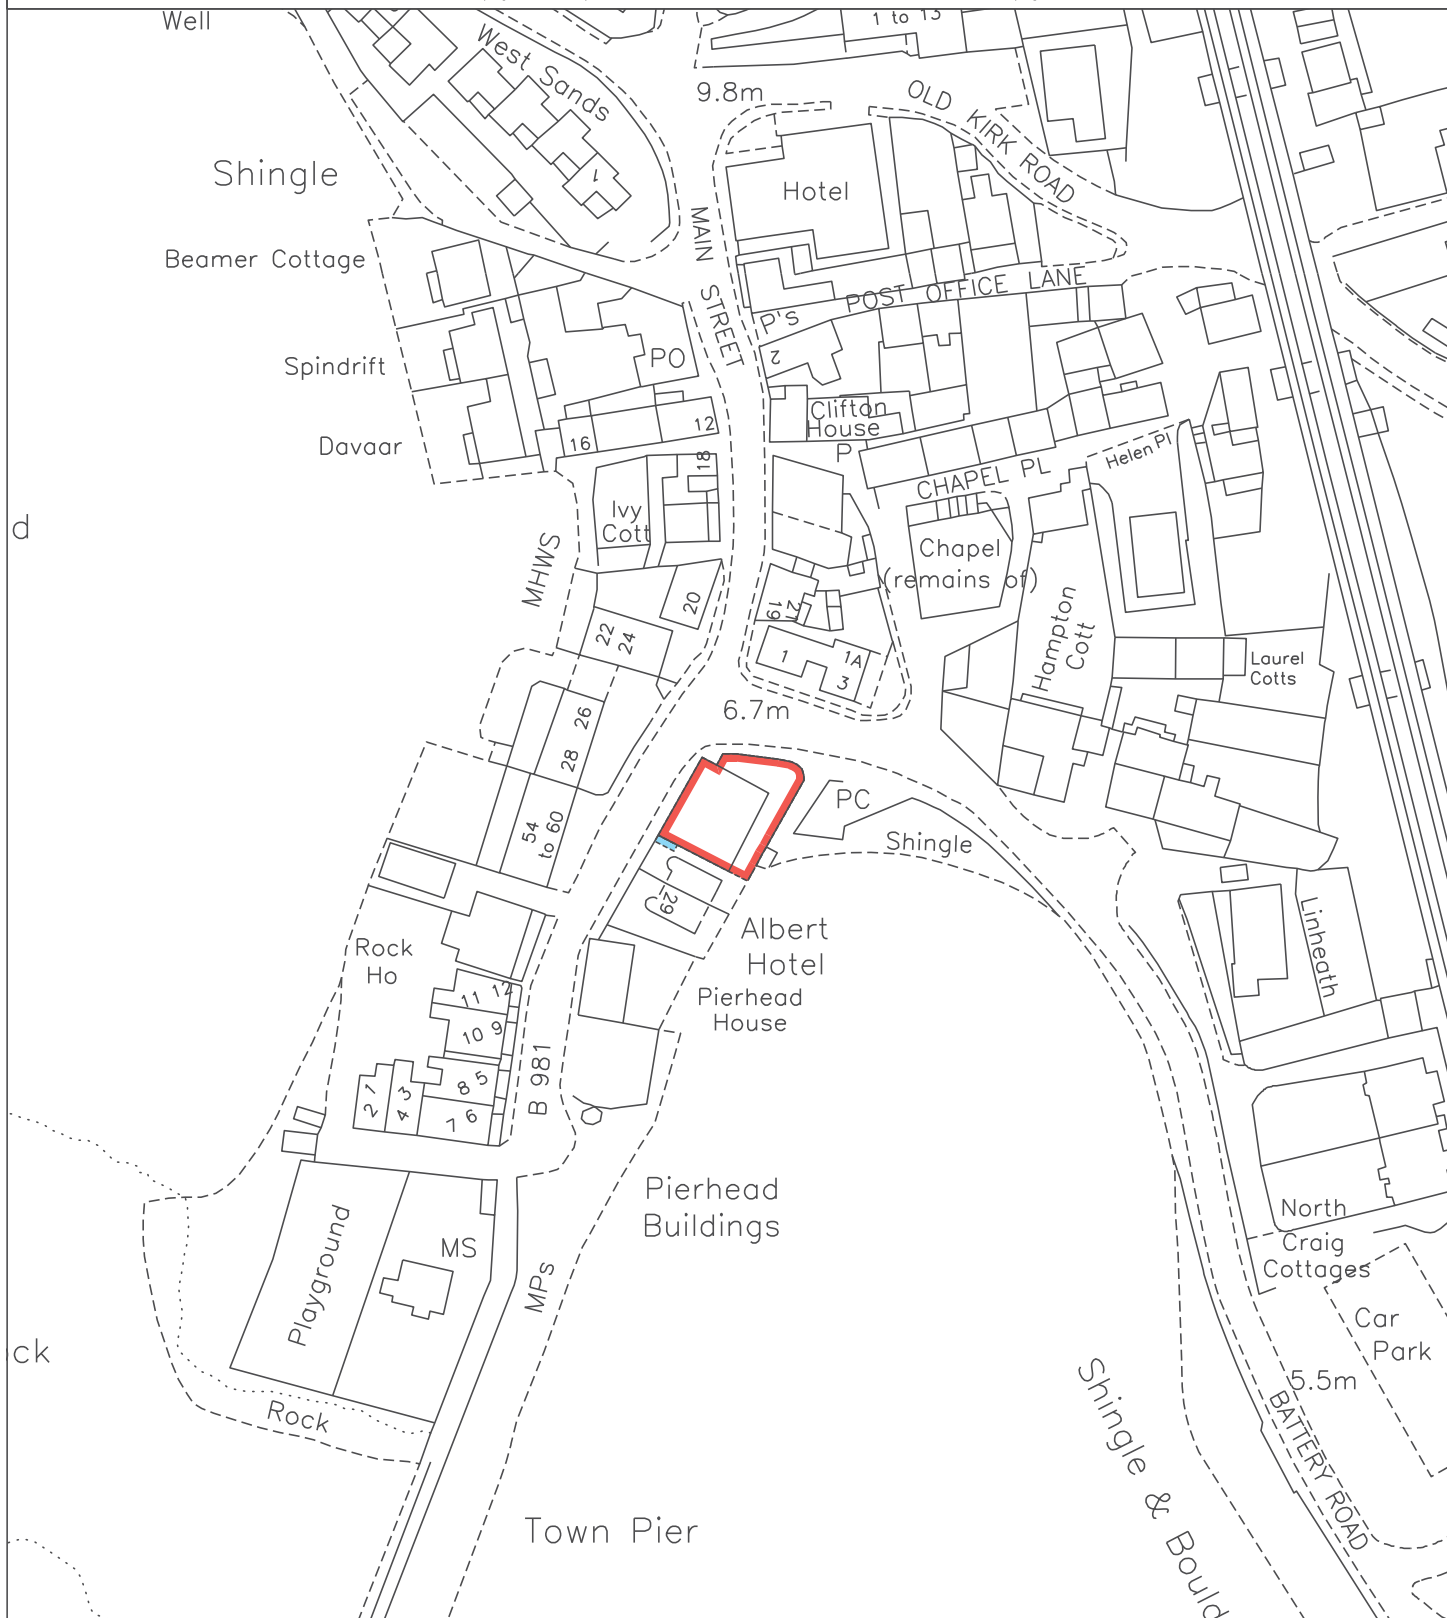 Well
1 to 13
West Sands
9.8m
OLD KIRK ROAD
Shingle
1
Hotel
MAIN STREET
Beamer Cottage
POST OFFICE LANE
P's
Spindrift
PO
2
Clifton
House
12
16
Davaar
P
18
Helen Pl
CHAPEL PL
Ivy
Cott
d
Chapel
(remains of)
MHWS
20
19
21
22
24
Hampton
Cott
1
1A
3
Laurel
Cotts
6.7m
26
28
PC
54
to 60
Shingle
29
Albert
Hotel
Linheath
Rock
Ho
Pierhead
House
11 12
10 9
8 5
7 6
1
2
3
4
B 981
Pierhead
Buildings
North
Craig
Cottages
Playground
MS
MPs
Car
Park
ck
5.5m
Rock
BATTERY ROAD
Town Pier
Shingle & Bould